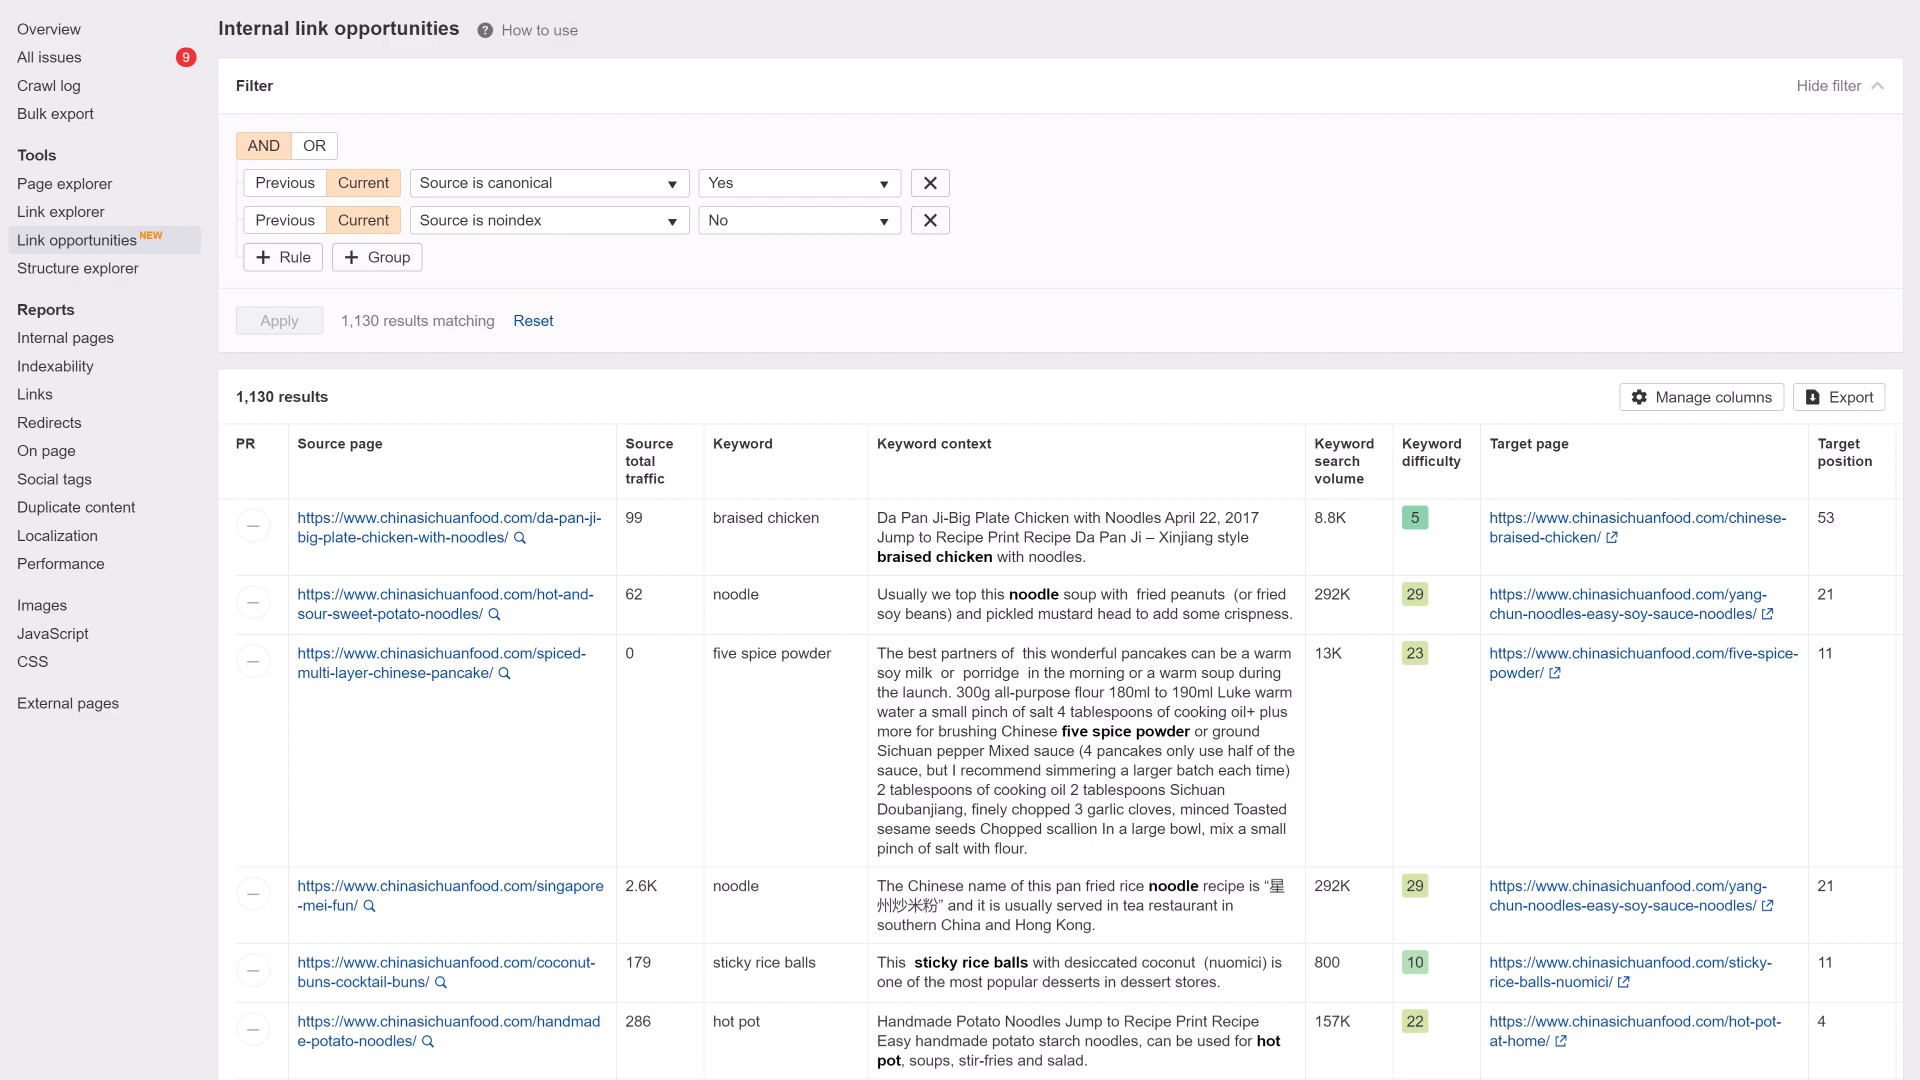 Overview
All issues
9
Crawl log
Bulk export
Tools
Page explorer
Link explorer
Link opportunities NEW
Structure explorer
Reports
Internal pages
Indexability
Links
Redirects
On page
Social tags
Duplicate content
Localization
Performance
Images
JavaScript
CSS
External pages
Internal link opportunities
? How to use
Filter
Hide filter
AND OR
Previous Current Source is canonical Yes
Previous Current Source is noindex No
+ Rule + Group
Apply 1,130 results matching Reset
1,130 results
Manage columns Export
PR
Source page
Source
total
traffic
Keyword
Keyword context
Keyword
search
volume
Keyword
difficulty
Target page
Target
position
https://www.chinasichuanfood.com/da-pan-ji-
big-plate-chicken-with-noodles/
99
braised chicken
Da Pan Ji-Big Plate Chicken with Noodles April 22, 2017
Jump to Recipe Print Recipe Da Pan Ji – Xinjiang style
braised chicken with noodles.
8.8K
5
https://www.chinasichuanfood.com/chinese-
braised-chicken/
53
https://www.chinasichuanfood.com/hot-and-
sour-sweet-potato-noodles/
62
noodle
Usually we top this noodle soup with fried peanuts (or fried
soy beans) and pickled mustard head to add some crispness.
292K
29
https://www.chinasichuanfood.com/yang-
chun-noodles-easy-soy-sauce-noodles/
21
https://www.chinasichuanfood.com/spiced-
multi-layer-chinese-pancake/
0
five spice powder
The best partners of this wonderful pancakes can be a warm
soy milk or porridge in the morning or a warm soup during
the launch. 300g all-purpose flour 180ml to 190ml Luke warm
water a small pinch of salt 4 tablespoons of cooking oil+ plus
more for brushing Chinese five spice powder or ground
Sichuan pepper Mixed sauce (4 pancakes only use half of the
sauce, but I recommend simmering a larger batch each time)
2 tablespoons of cooking oil 2 tablespoons Sichuan
Doubanjiang, finely chopped 3 garlic cloves, minced Toasted
sesame seeds Chopped scallion In a large bowl, mix a small
pinch of salt with flour.
13K
23
https://www.chinasichuanfood.com/five-spice-
powder/
11
https://www.chinasichuanfood.com/singapore
-mei-fun/
2.6K
noodle
The Chinese name of this pan fried rice noodle recipe is “星
州炒米粉” and it is usually served in tea restaurant in
southern China and Hong Kong.
292K
29
https://www.chinasichuanfood.com/yang-
chun-noodles-easy-soy-sauce-noodles/
21
https://www.chinasichuanfood.com/coconut-
buns-cocktail-buns/
179
sticky rice balls
This sticky rice balls with desiccated coconut (nuomici) is
one of the most popular desserts in dessert stores.
800
10
https://www.chinasichuanfood.com/sticky-
rice-balls-nuomici/
11
https://www.chinasichuanfood.com/handmad
e-potato-noodles/
286
hot pot
Handmade Potato Noodles Jump to Recipe Print Recipe
Easy handmade potato starch noodles, can be used for hot
pot, soups, stir-fries and salad.
157K
22
https://www.chinasichuanfood.com/hot-pot-
at-home/
4